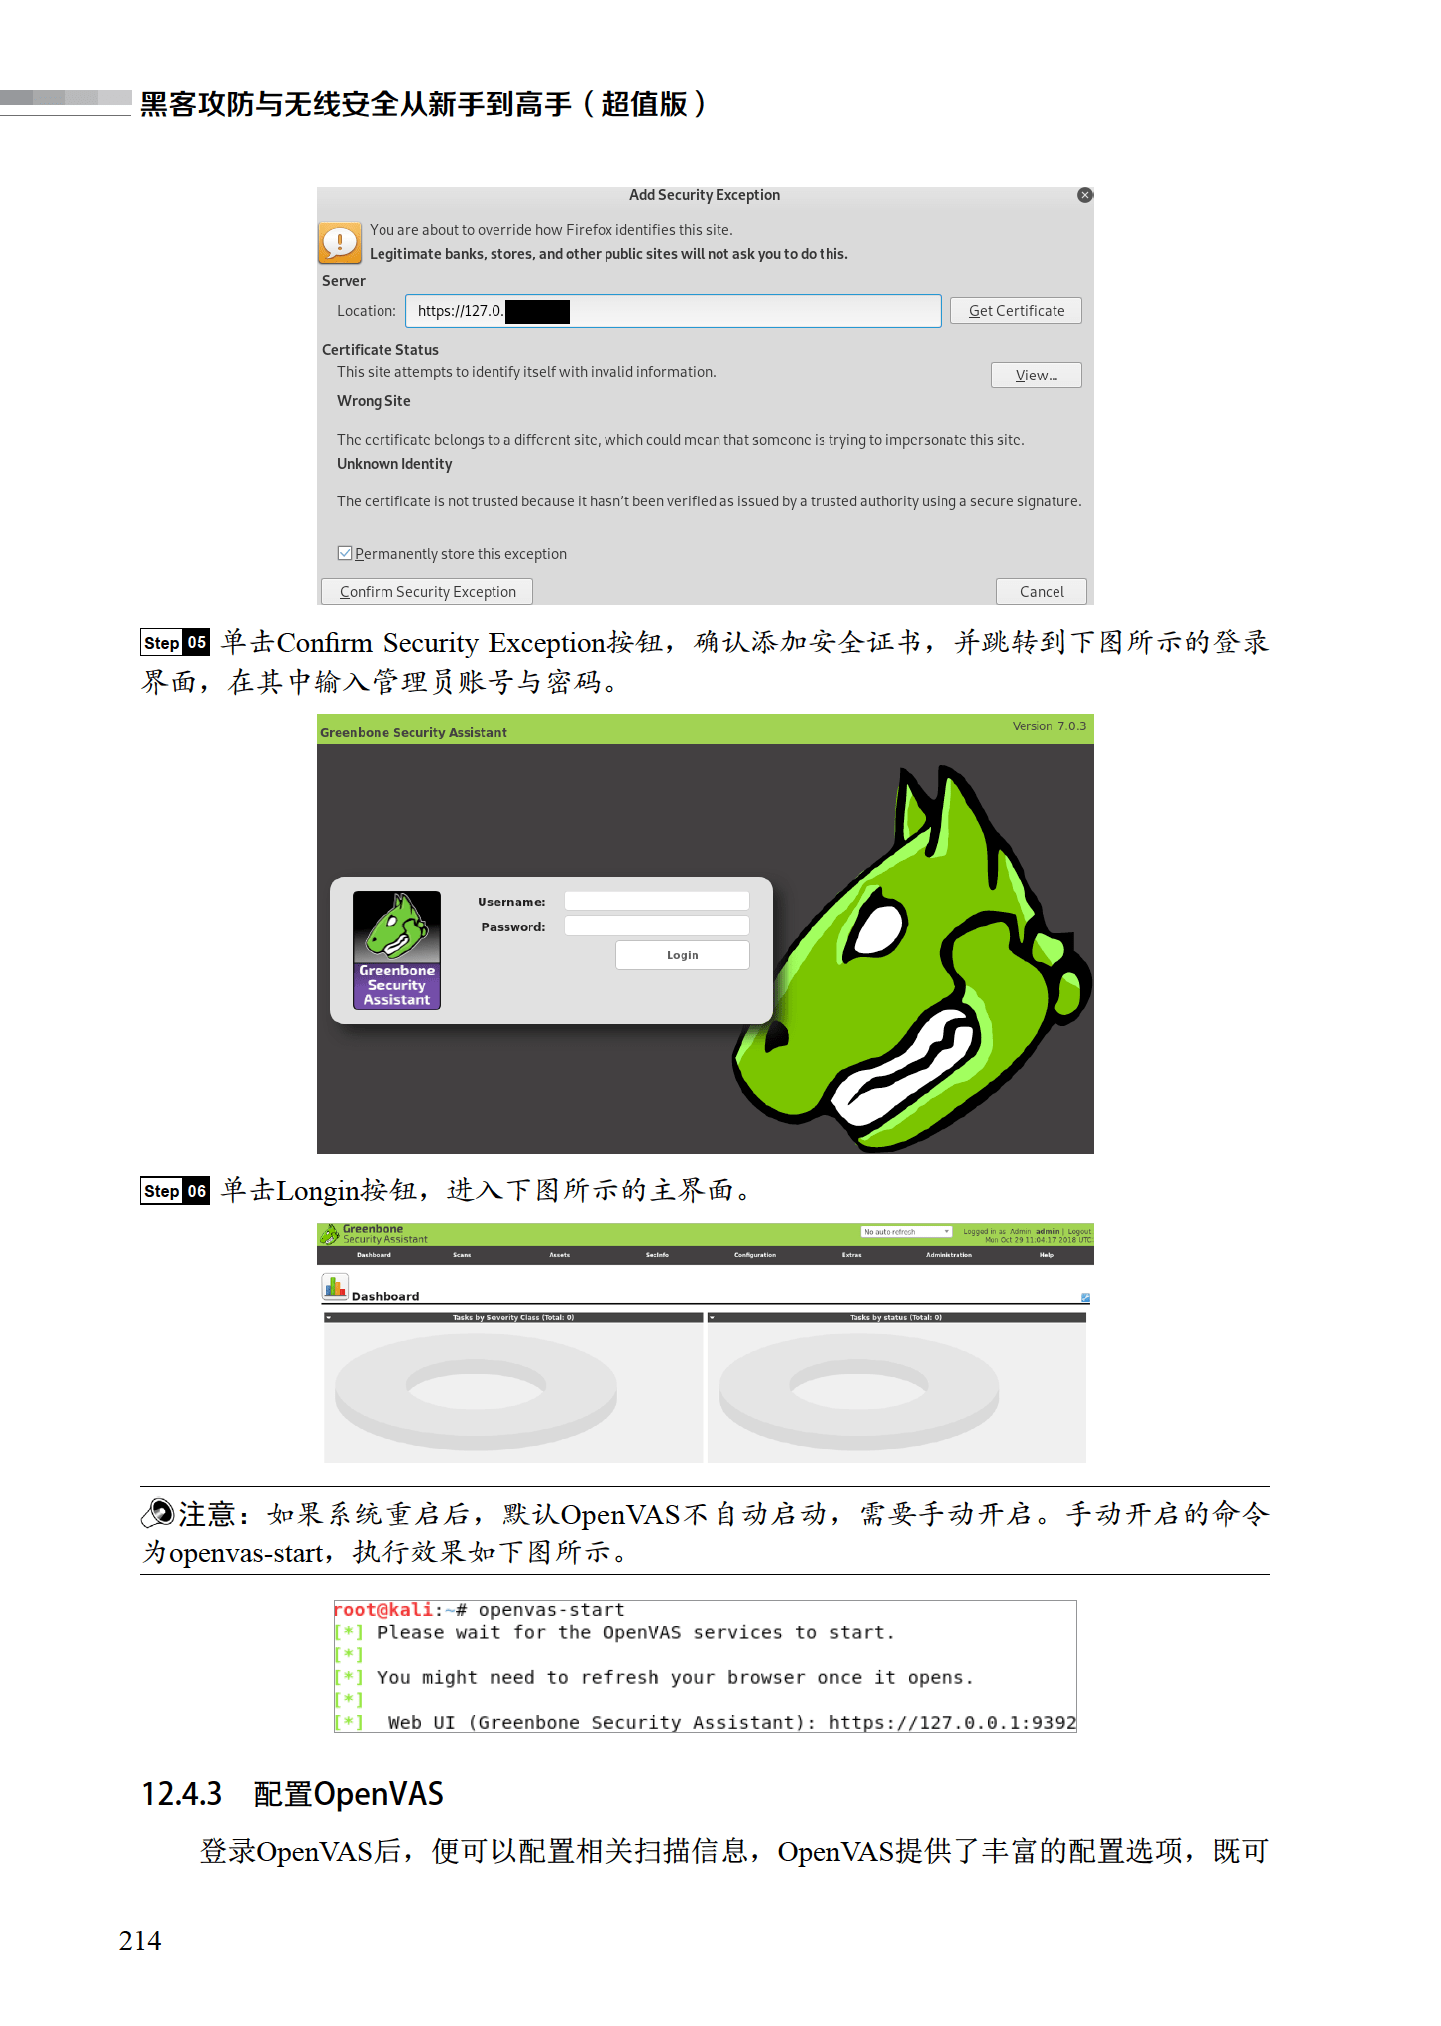 黑客攻防与无线安全从新手到高手（超值版）
Add Security Exception
You are about to override how Firefox identifies this site.
Legitimate banks, stores, and other public sites will not ask you to do this.
Server
Location: https://127.0. Get Certificate
Certificate Status
This site attempts to identify itself with invalid information. View...
Wrong Site
The certificate belongs to a different site, which could mean that someone is trying to impersonate this site.
Unknown Identity
The certificate is not trusted because it hasn't been verified as issued by a trusted authority using a secure signature.
Permanently store this exception
Confirm Security Exception Cancel
Step 05 单击Confirm Security Exception按钮，确认添加安全证书，并跳转到下图所示的登录
界面，在其中输入管理员账号与密码。
Greenbone Security Assistant Version 7.0.3
Username:
Password:
Login
Greenbone
Security
Assistant
Step 06 单击Longin按钮，进入下图所示的主界面。
Greenbone
Security Assistant
No auto-refresh Logged in as Admin admin | Logout
Mon Oct 29 11:04:17 2018 UTC
Dashboard Scans Assets SecInfo Configuration Extras Administration Help
Dashboard
Tasks by Severity Class (Total: 0) Tasks by status (Total: 0)
注意：如果系统重启后，默认OpenVAS不自动启动，需要手动开启。手动开启的命令
为openvas-start，执行效果如下图所示。
root@kali:~# openvas-start
[*] Please wait for the OpenVAS services to start.
[*]
[*] You might need to refresh your browser once it opens.
[*]
[*] Web UI (Greenbone Security Assistant): https://127.0.0.1:9392
12.4.3 配置OpenVAS
登录OpenVAS后，便可以配置相关扫描信息，OpenVAS提供了丰富的配置选项，既可
214